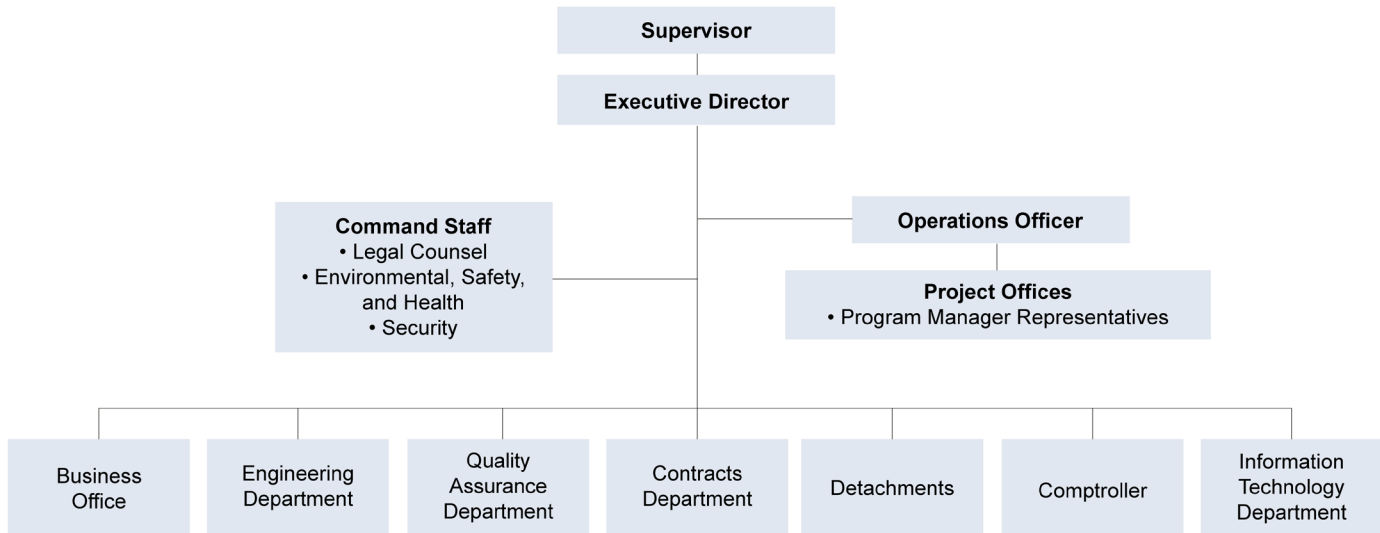 Supervisor
Executive Director
Command Staff
• Legal Counsel
• Environmental, Safety,
and Health
• Security
Operations Officer
Project Offices
• Program Manager Representatives
Business
Office
Engineering
Department
Quality
Assurance
Department
Contracts
Department
Detachments
Comptroller
Information
Technology
Department